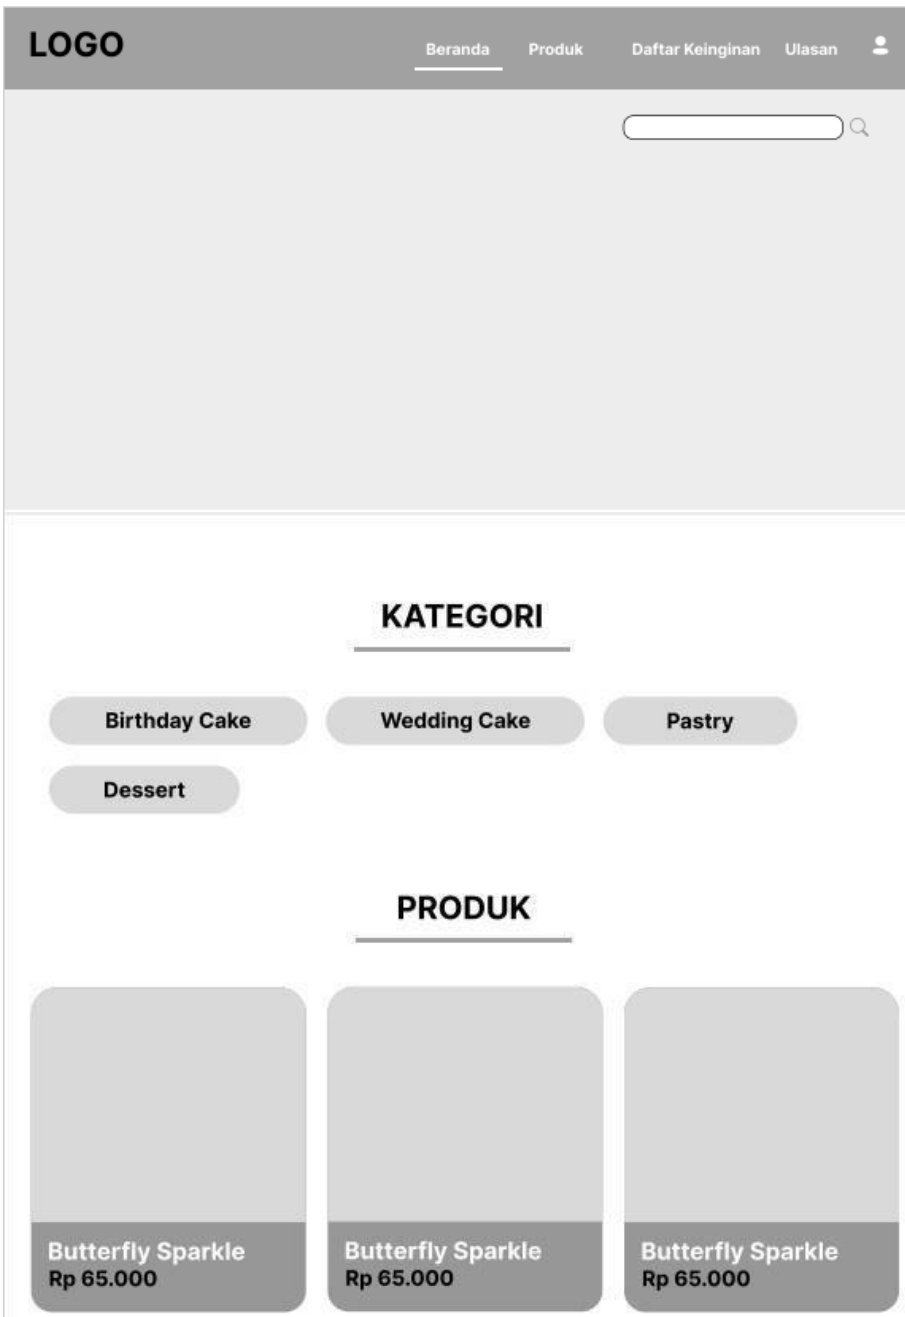 LOGO
Beranda Produk Daftar Keinginan Ulasan
KATEGORI
Birthday Cake Wedding Cake Pastry
Dessert
PRODUK
Butterfly Sparkle Butterfly Sparkle Butterfly Sparkle
Rp 65.000 Rp 65.000 Rp 65.000